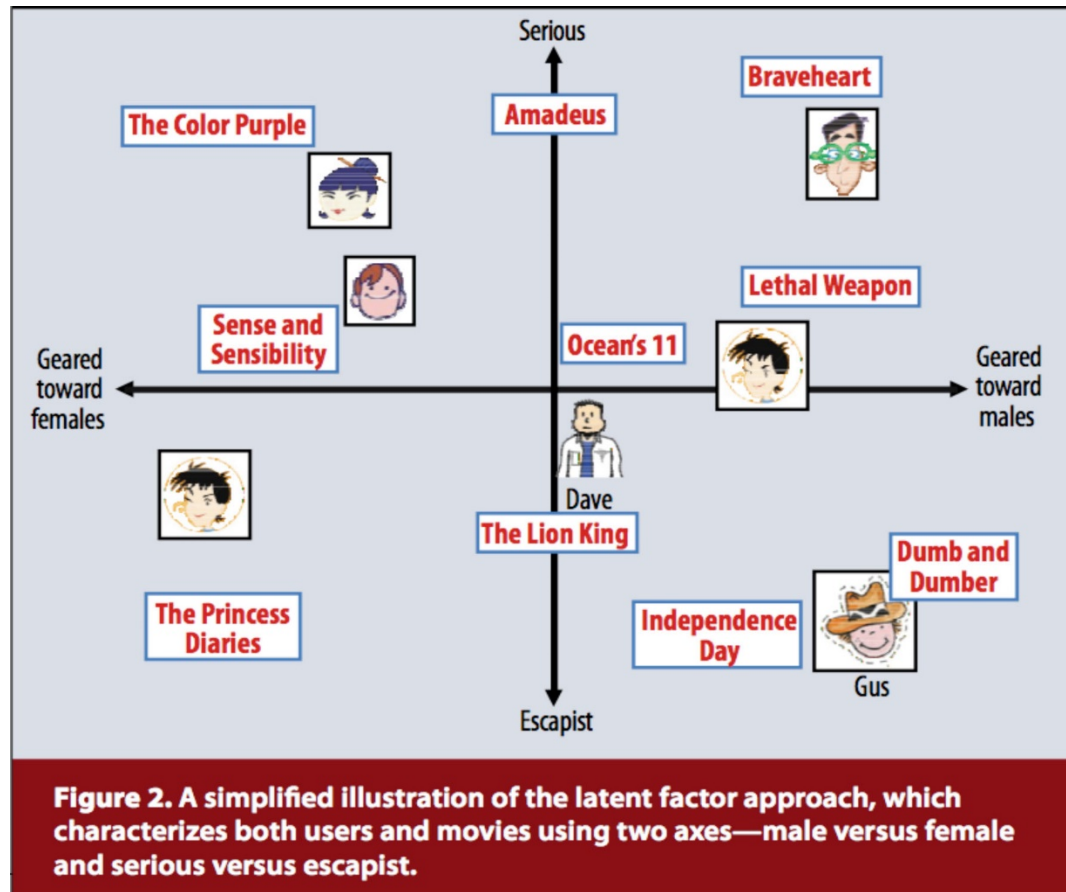 Serious
Braveheart
The Color Purple
Amadeus
Lethal Weapon
Sense and
Sensibility
Ocean's 11
Geared
toward
females
Geared
toward
males
Dave
The Lion King
Dumb and
Dumber
The Princess
Diaries
Independence
Day
Gus
Escapist
Figure 2. A simplified illustration of the latent factor approach, which
characterizes both users and movies using two axes—male versus female
and serious versus escapist.